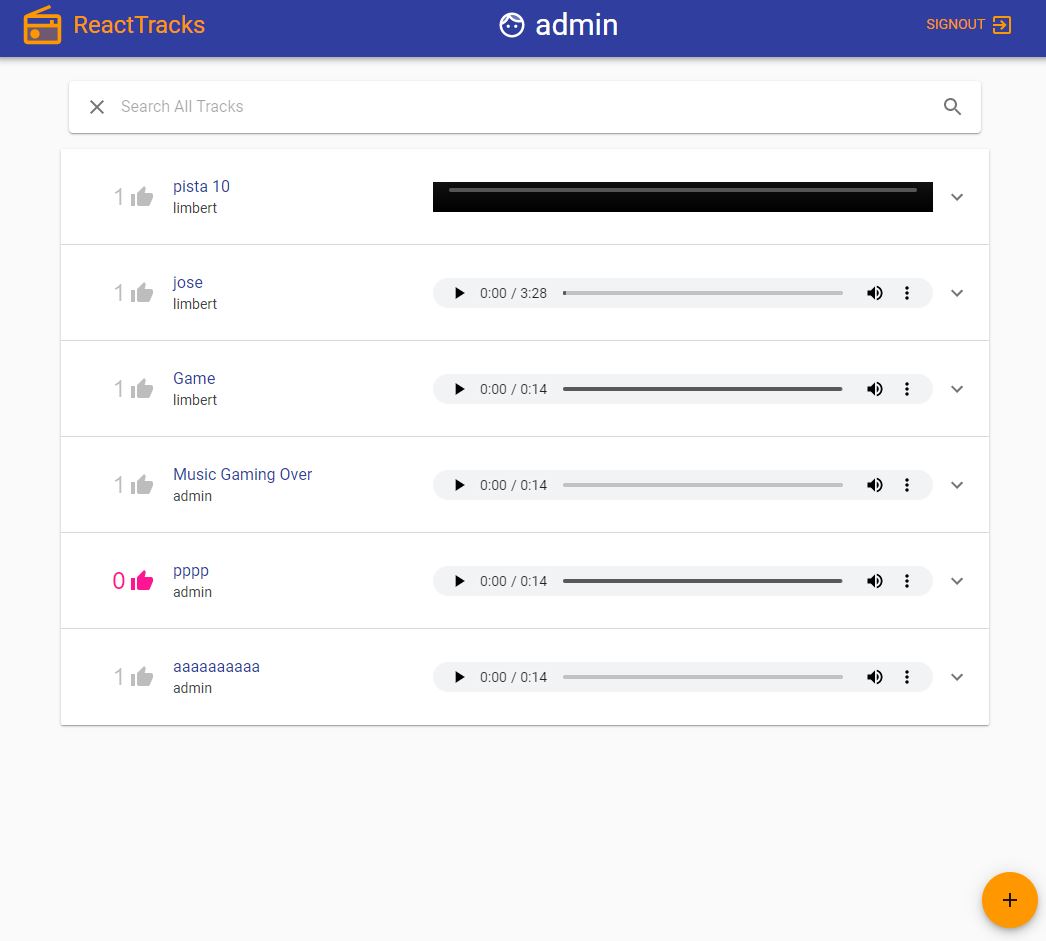 ReactTracks
admin
SIGNOUT
Search All Tracks
1
pista 10
limbert
1
jose
limbert
0:00 / 3:28
1
Game
limbert
0:00 / 0:14
1
Music Gaming Over
admin
0:00 / 0:14
0
pppp
admin
0:00 / 0:14
1
aaaaaaaaaa
admin
0:00 / 0:14